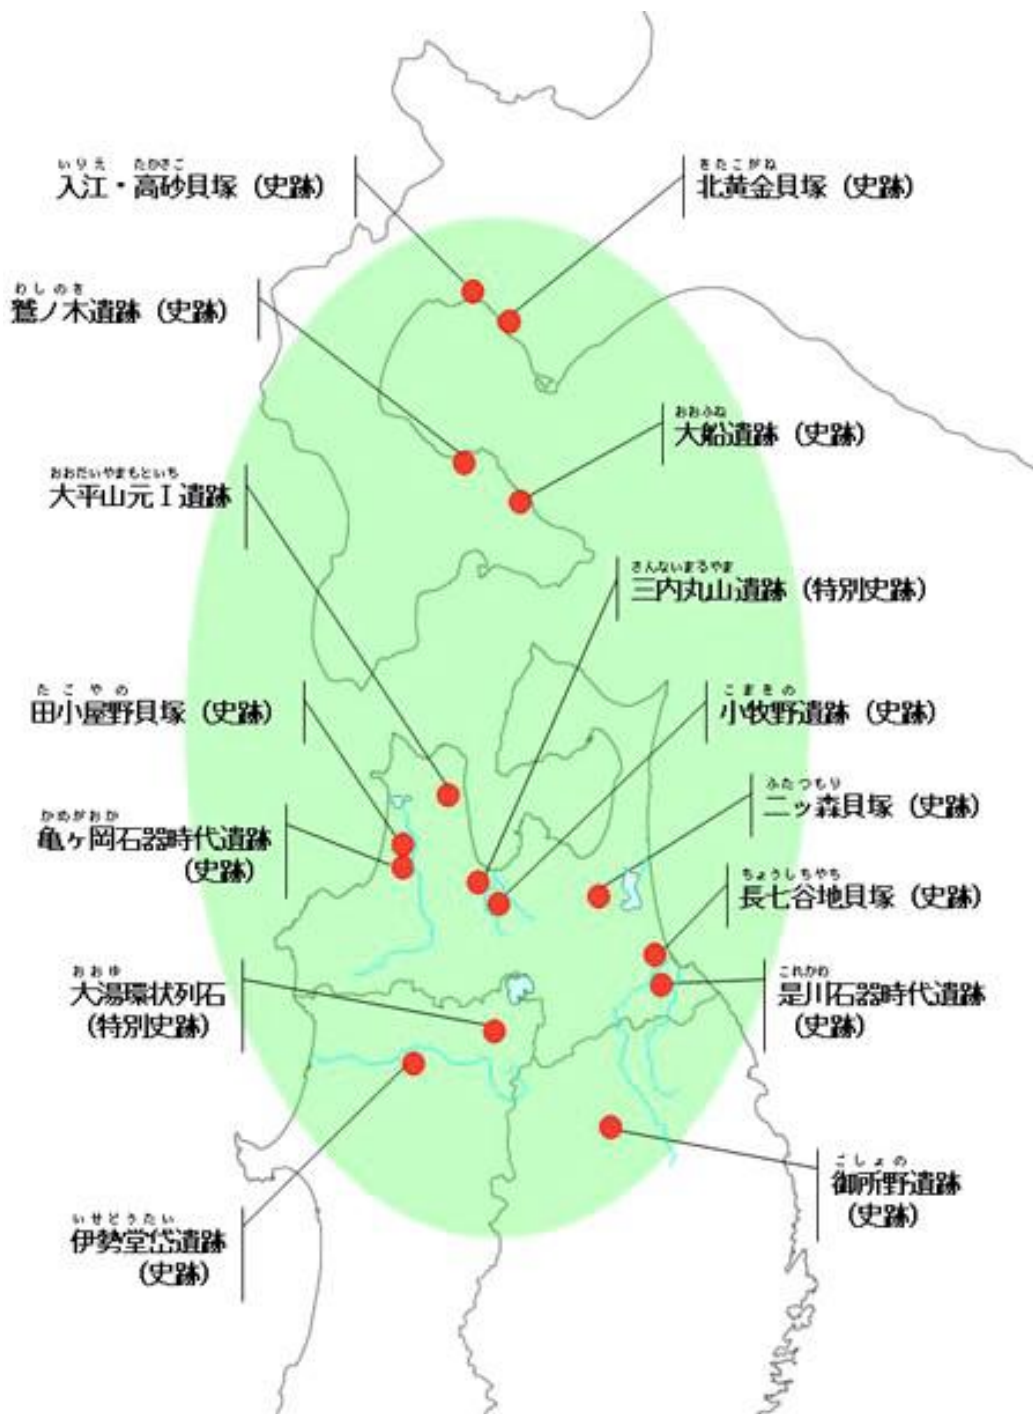 いりえ たかさご
入江・高砂貝塚（史跡）
きたこがね
北黄金貝塚（史跡）
わしのき
鷲ノ木遺跡（史跡）
おおふね
大船遺跡（史跡）
おおだいやまもといち
大平山元Ⅰ遺跡
さんないまるやま
三内丸山遺跡（特別史跡）
たこやの
田小屋野貝塚（史跡）
こまきの
小牧野遺跡（史跡）
ふたつもり
二ッ森貝塚（史跡）
かめがおか
亀ヶ岡石器時代遺跡
（史跡）
ちょうしちやち
長七谷地貝塚（史跡）
おおゆ
大湯環状列石
（特別史跡）
これかわ
是川石器時代遺跡
（史跡）
ごしょの
御所野遺跡
（史跡）
いせどうたい
伊勢堂岱遺跡
（史跡）